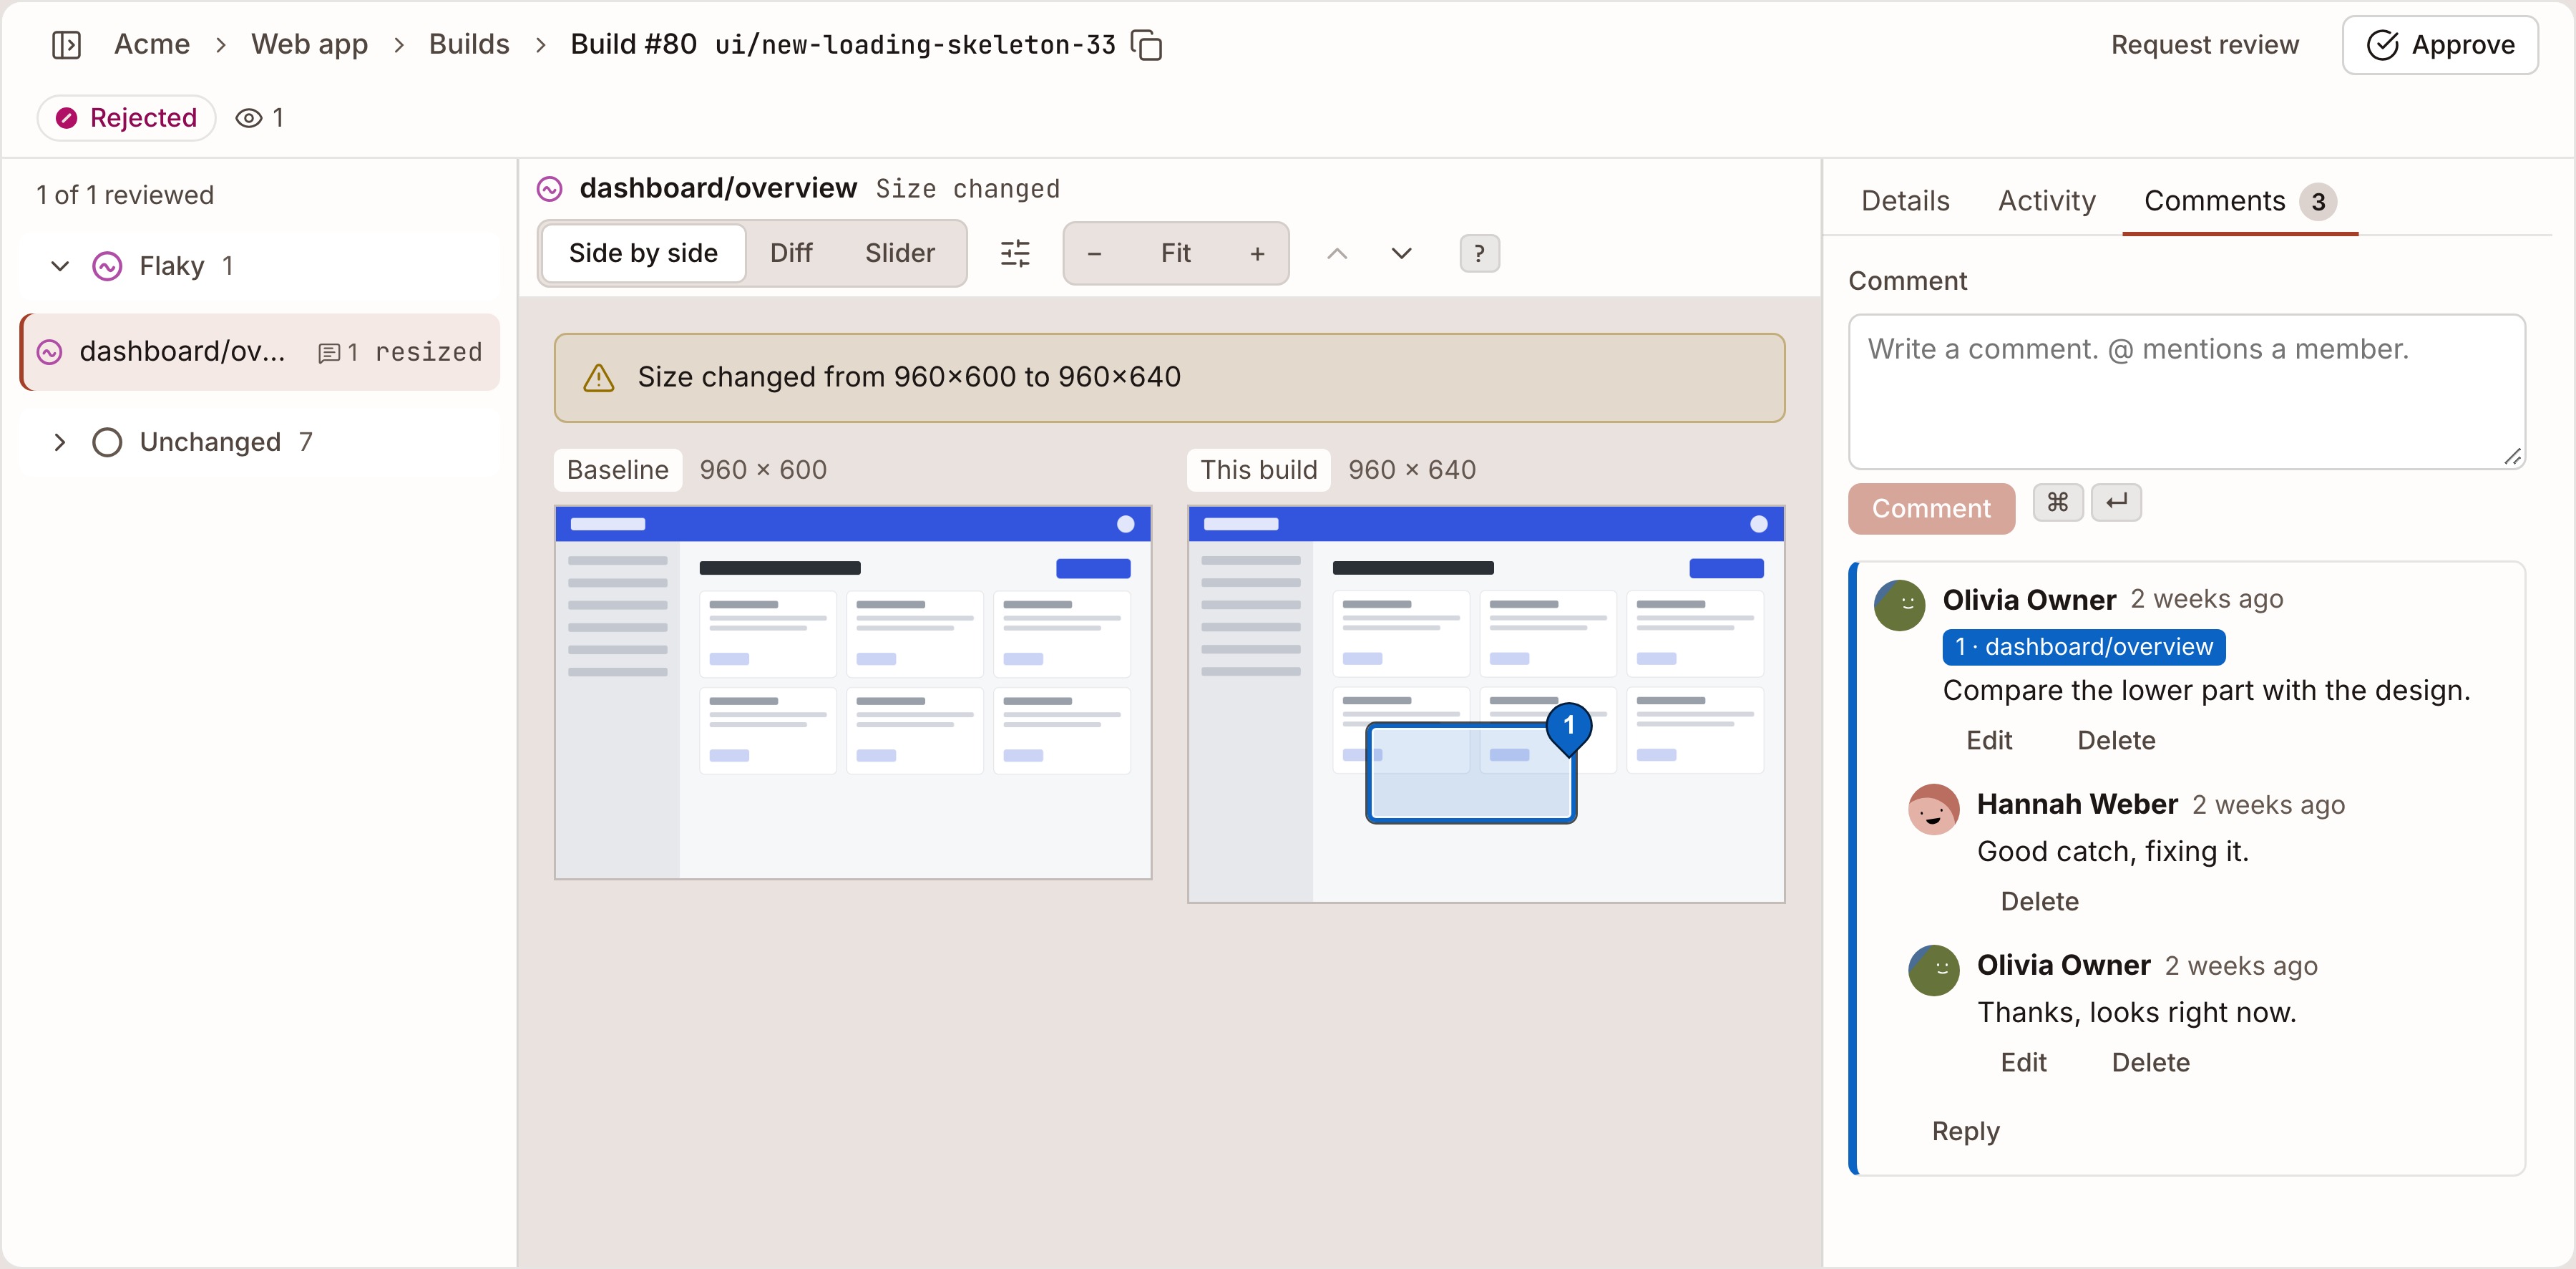 Acme > Web app > Builds > Build #80 ui/new-loading-skeleton-33
Request review
Approve
Rejected
1
1 of 1 reviewed
Flaky 1
dashboard/ov... 1 resized
Unchanged 7
dashboard/overview Size changed
Side by side Diff Slider − Fit + ?
Size changed from 960×600 to 960×640
Baseline 960 × 600
This build 960 × 640
1
Details Activity Comments 3
Comment
Write a comment. @ mentions a member.
Comment ⌘ ↵
Olivia Owner 2 weeks ago
1 · dashboard/overview
Compare the lower part with the design.
Edit Delete
Hannah Weber 2 weeks ago
Good catch, fixing it.
Delete
Olivia Owner 2 weeks ago
Thanks, looks right now.
Edit Delete
Reply